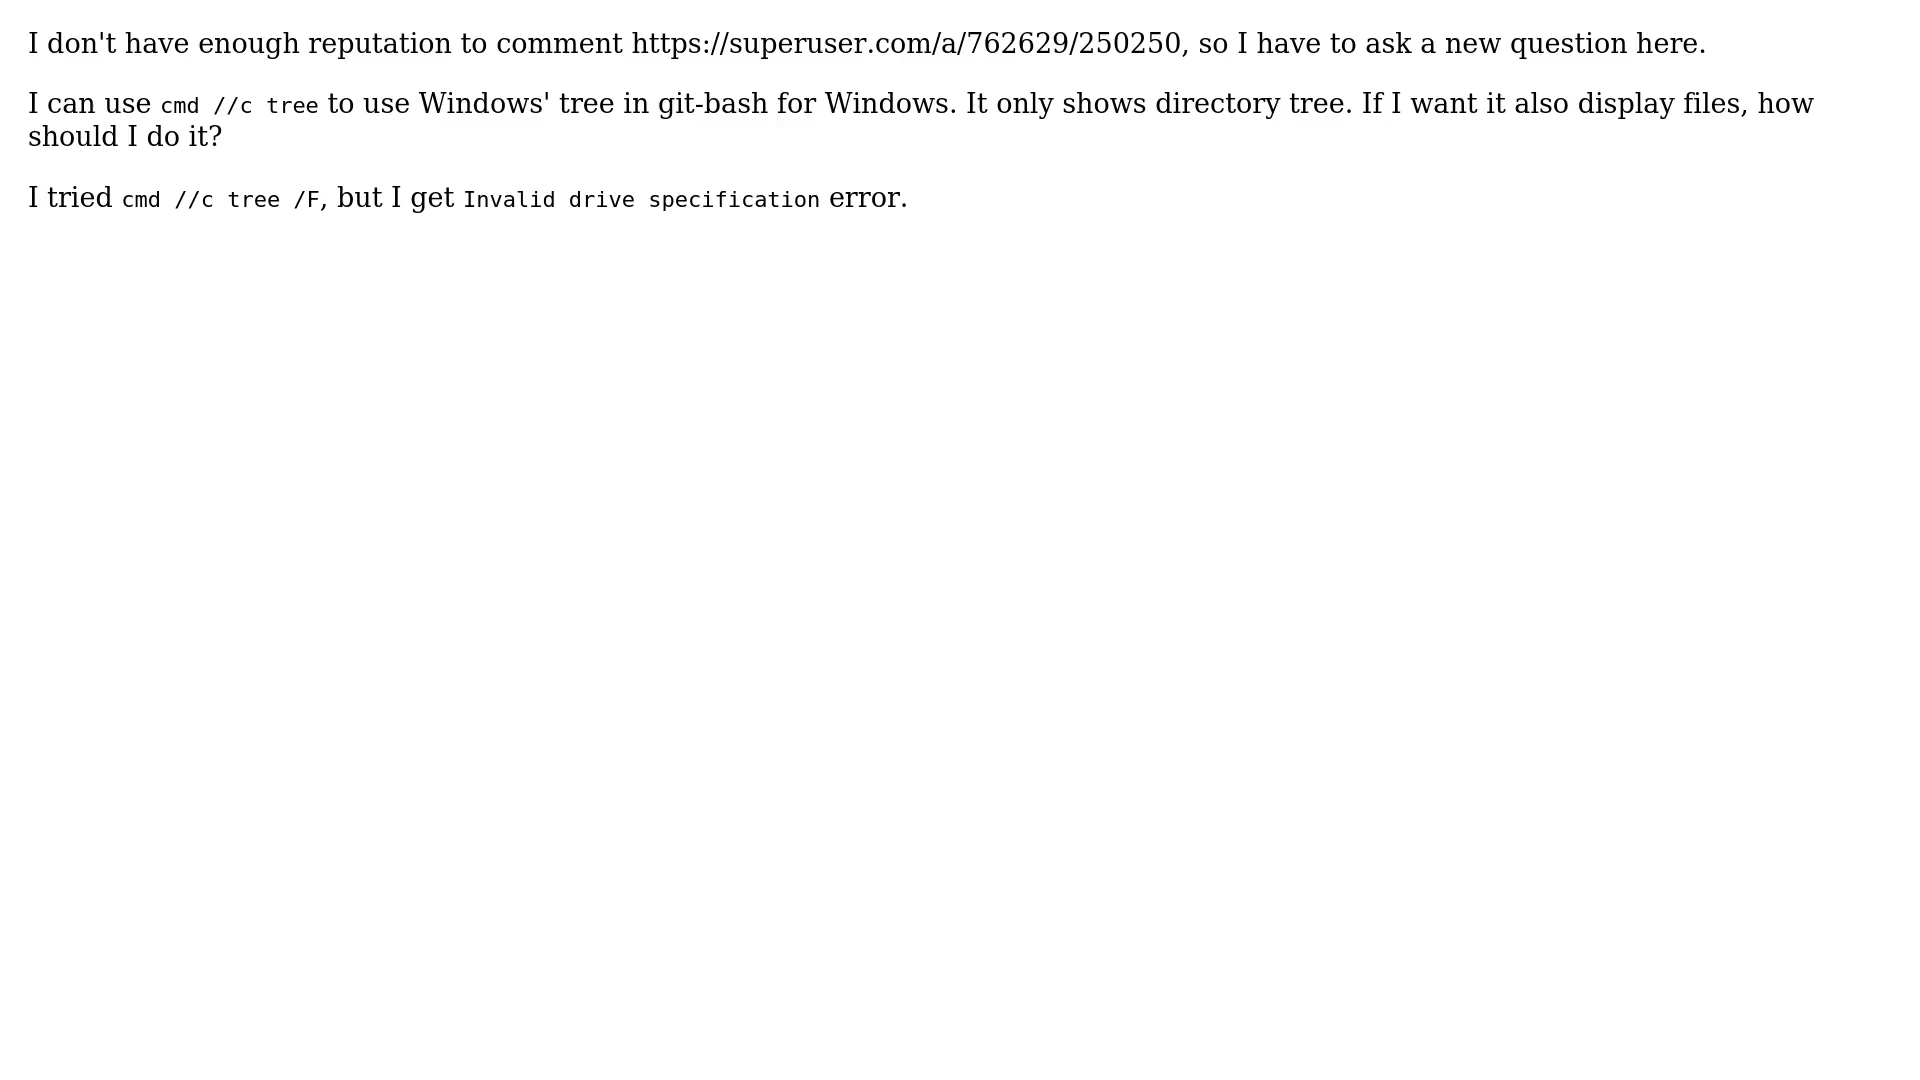 I don't have enough reputation to comment https://superuser.com/a/762629/250250, so I have to ask a new question here.
I can use cmd //c tree to use Windows' tree in git-bash for Windows. It only shows directory tree. If I want it also display files, how
should I do it?
I tried cmd //c tree /F, but I get Invalid drive specification error.